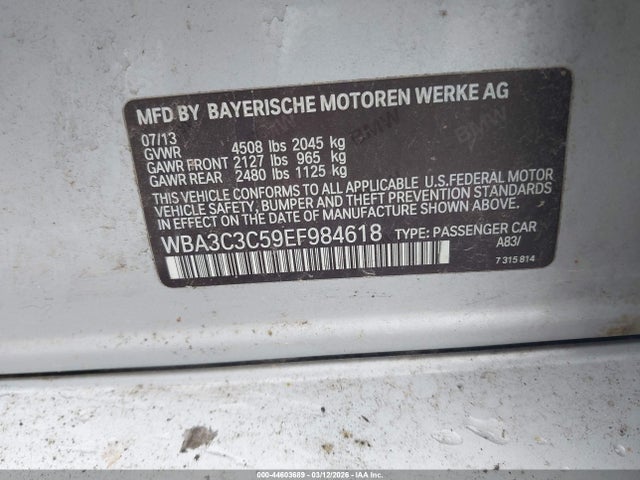 MFD BY BAYERISCHE MOTOREN WERKE AG
07/13
GVWR 4508 lbs 2045 kg
GAWR FRONT 2127 lbs 965 kg
GAWR REAR 2480 lbs 1125 kg
THIS VEHICLE CONFORMS TO ALL APPLICABLE U.S.FEDERAL MOTOR
VEHICLE SAFETY, BUMPER, AND THEFT PREVENTION STANDARDS
IN EFFECT ON THE DATE OF MANUFACTURE SHOWN ABOVE.
WBA3C3C59EF984618 TYPE: PASSENGER CAR
A83/
7 315 814
000-44603689 - 03/12/2026 - IAAI.COM